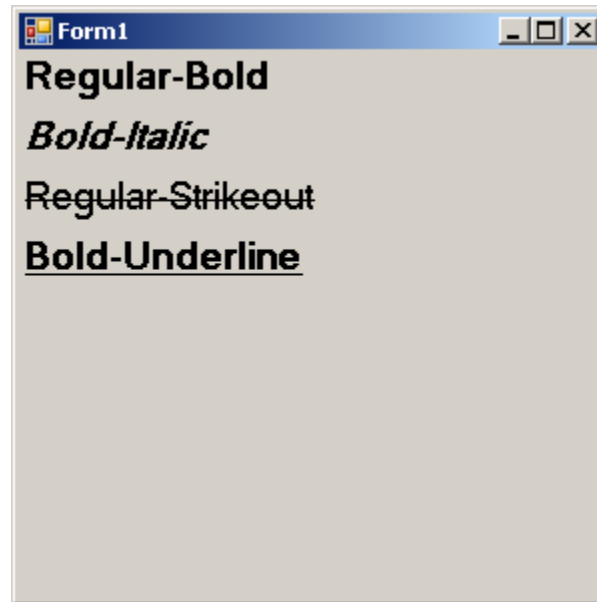 Form1
Regular-Bold
Bold-Italic
Regular-Strikeout
Bold-Underline